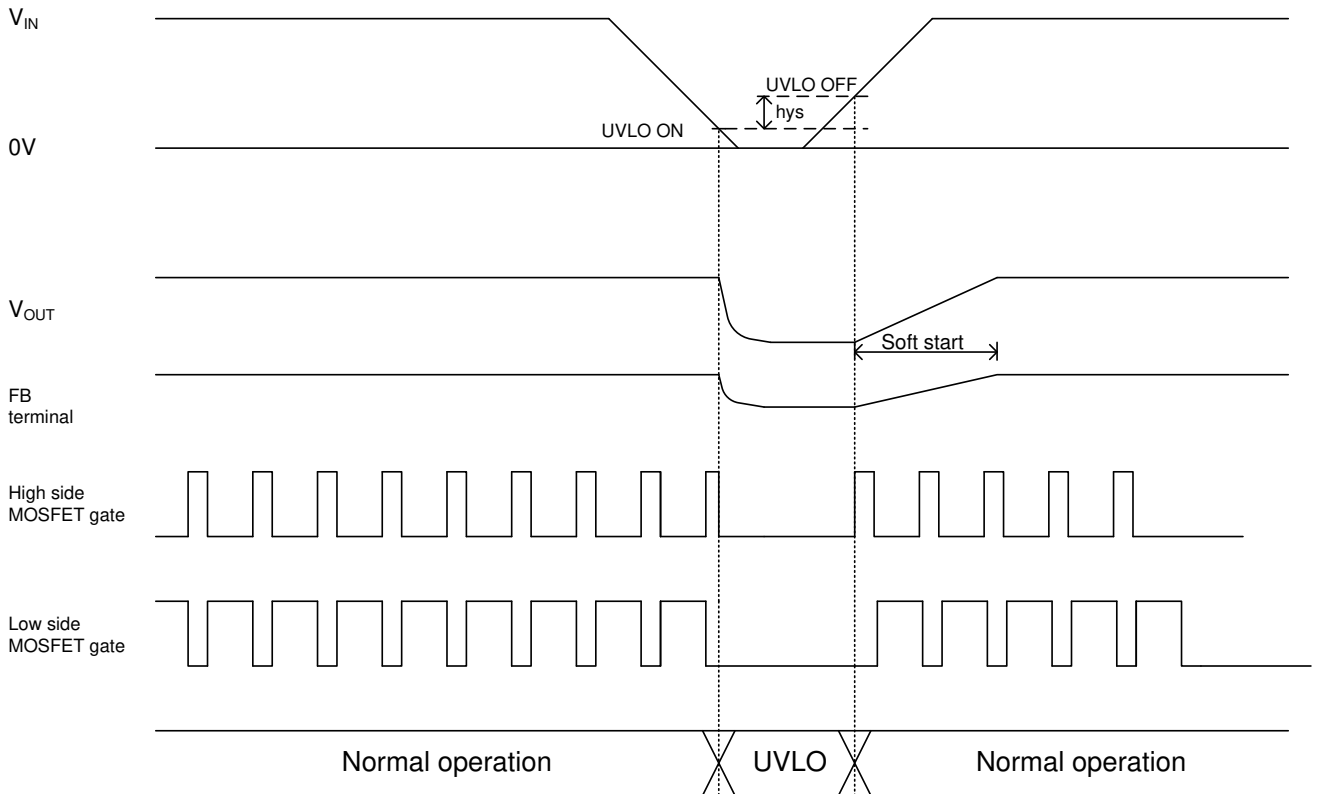 VIN
UVLO OFF
hys
UVLO ON
0V
VOUT
Soft start
FB
terminal
High side
MOSFET gate
Low side
MOSFET gate
Normal operation
UVLO
Normal operation